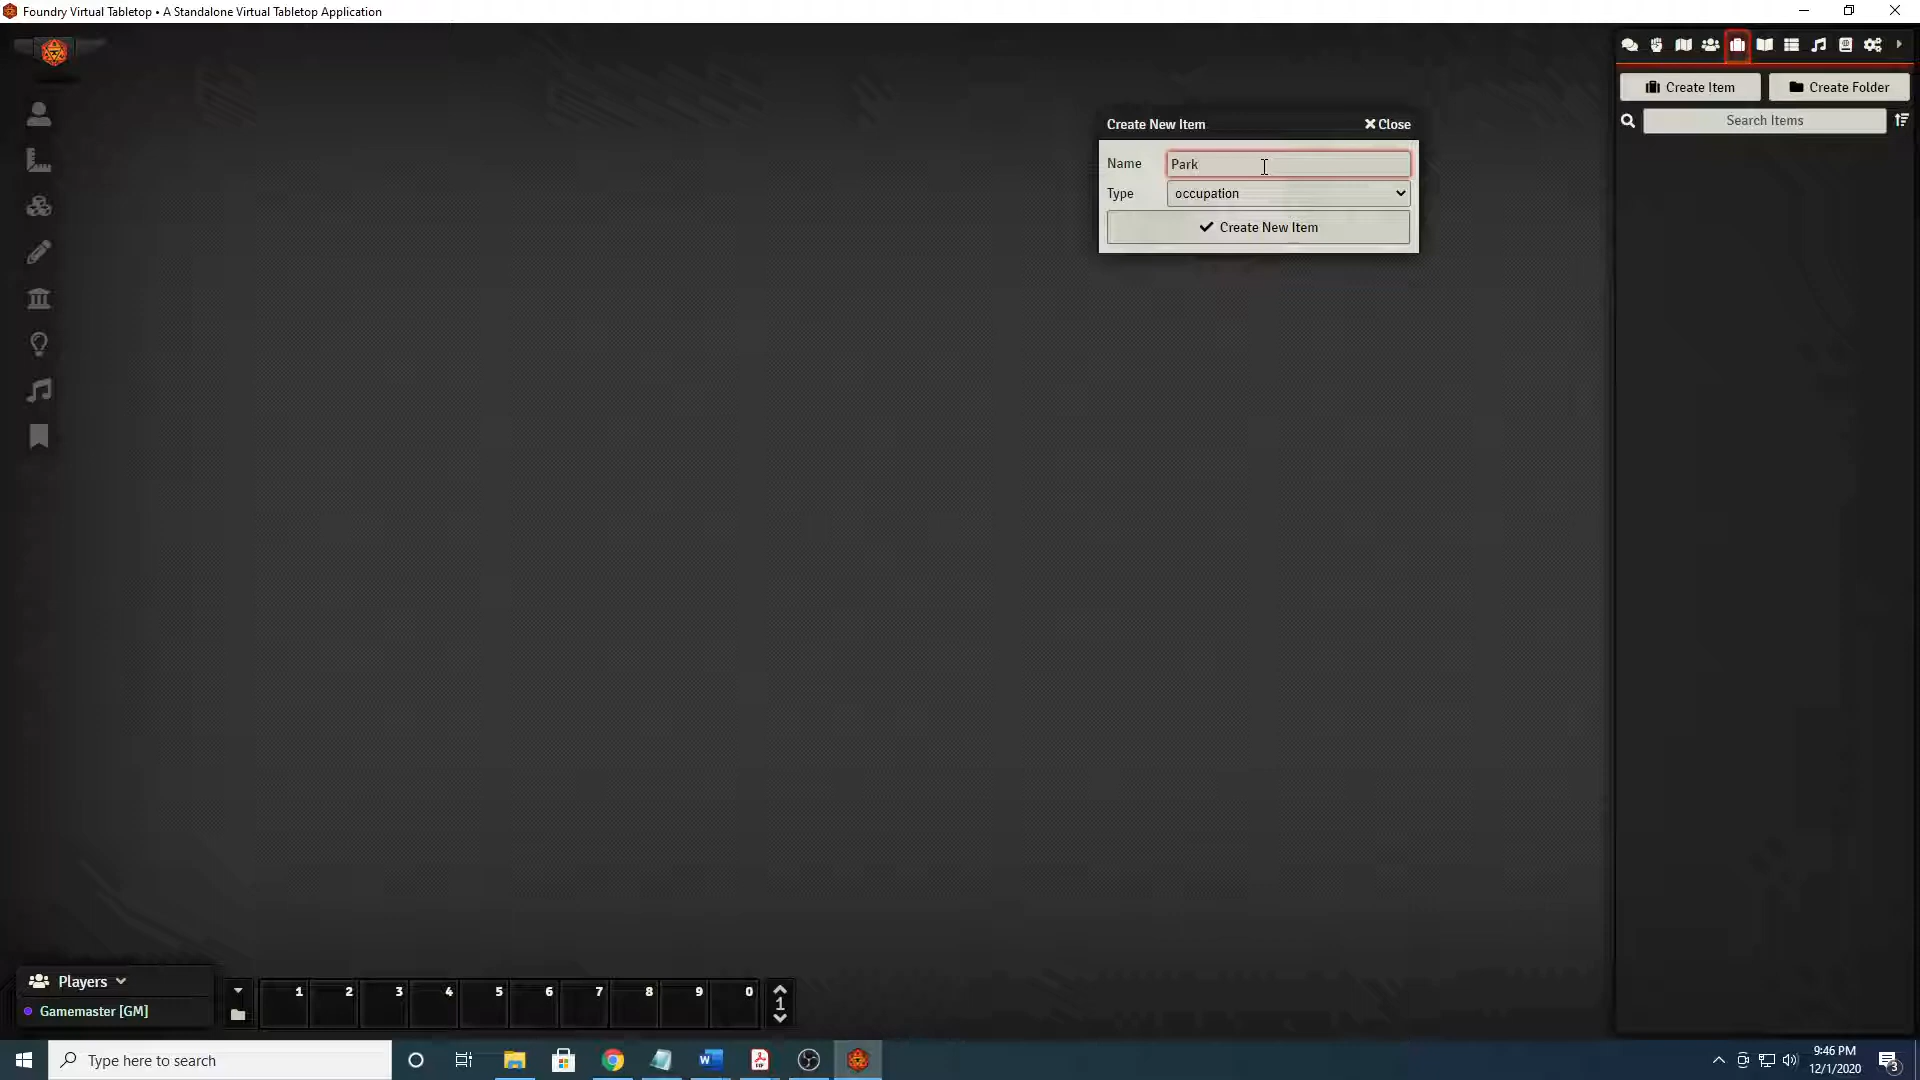 Foundry Virtual Tabletop • A Standalone Virtual Tabletop Application
Create Item
Create Folder
Search Items
Create New Item
Close
Name
Park
Type
occupation
Create New Item
Players
Gamemaster [GM]
1 2 3 4 5 6 7 8 9 0
1
Type here to search
9:46 PM
12/1/2020
3